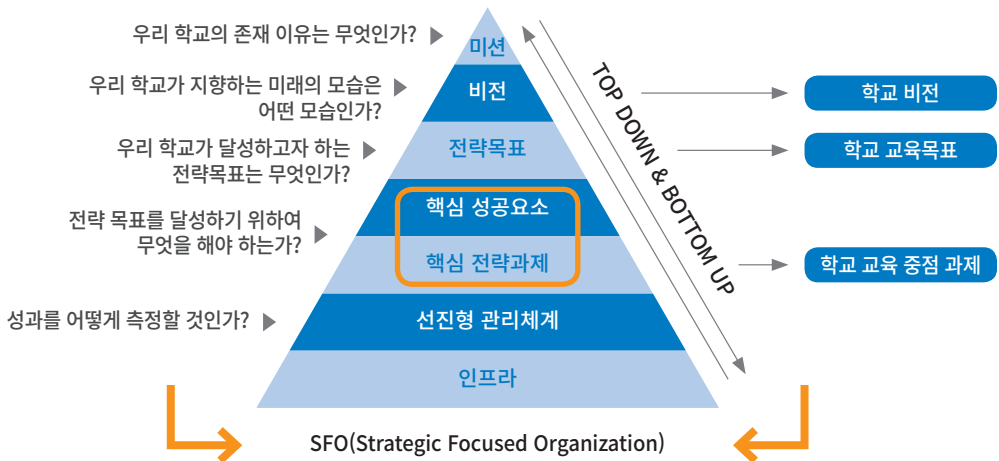 우리 학교의 존재 이유는 무엇인가?
미션
우리 학교가 지향하는 미래의 모습은
어떤 모습인가?
비전
학교 비전
우리 학교가 달성하고자 하는
전략목표는 무엇인가?
전략목표
학교 교육목표
전략 목표를 달성하기 위하여
무엇을 해야 하는가?
핵심 성공요소
핵심 전략과제
학교 교육 중점 과제
TOP DOWN & BOTTOM UP
성과를 어떻게 측정할 것인가?
선진형 관리체계
인프라
SFO(Strategic Focused Organization)